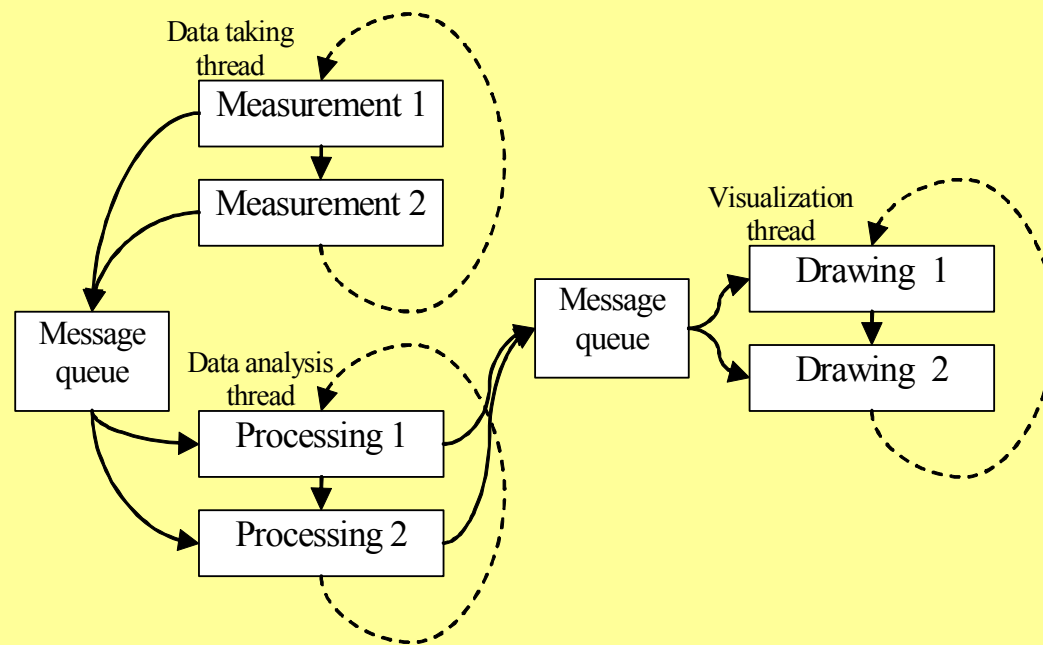 Data taking
thread
Measurement 1
Measurement 2
Message
queue
Data analysis
thread
Processing 1
Processing 2
Message
queue
Visualization
thread
Drawing 1
Drawing 2